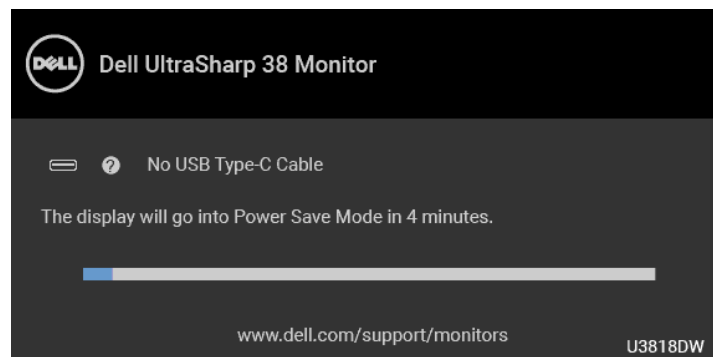 DELL
Dell UltraSharp 38 Monitor
? No USB Type-C Cable
The display will go into Power Save Mode in 4 minutes.
www.dell.com/support/monitors
U3818DW